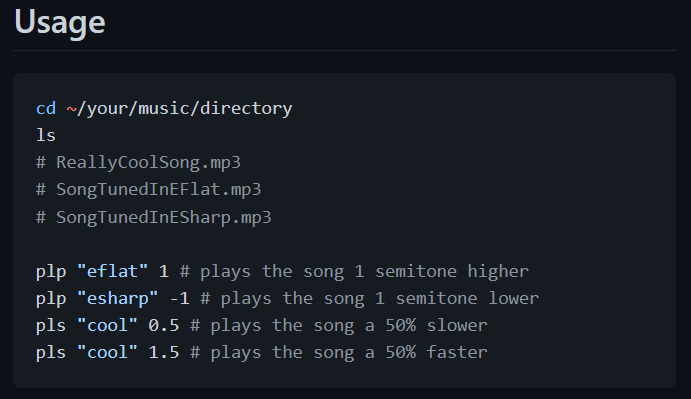 Usage
cd ~/your/music/directory
ls
# ReallyCoolSong.mp3
# SongTunedInEFlat.mp3
# SongTunedInESharp.mp3
plp "eflat" 1 # plays the song 1 semitone higher
plp "esharp" -1 # plays the song 1 semitone lower
pls "cool" 0.5 # plays the song a 50% slower
pls "cool" 1.5 # plays the song a 50% faster